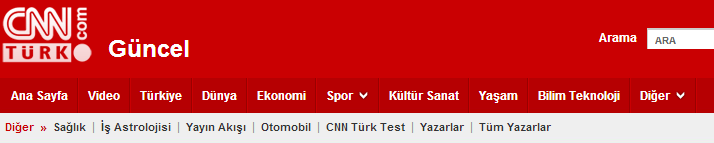 CNN.com
TÜRK
Güncel
Arama
ARA
Ana Sayfa Video Türkiye Dünya Ekonomi Spor Kültür Sanat Yaşam Bilim Teknoloji Diğer
Diğer » Sağlık | İş Astrolojisi | Yayın Akışı | Otomobil | CNN Türk Test | Yazarlar | Tüm Yazarlar